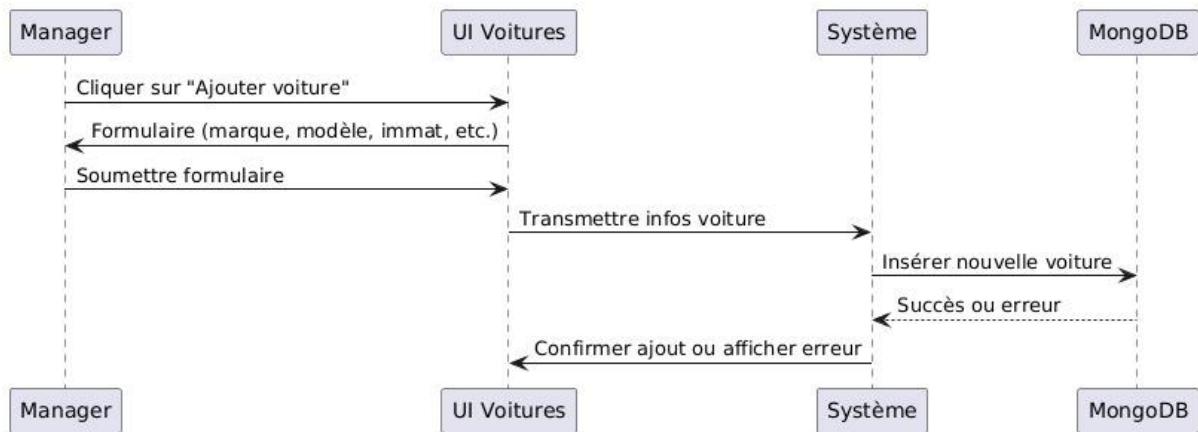 Manager UI Voitures Système MongoDB
Cliquer sur "Ajouter voiture"
Formulaire (marque, modèle, immat, etc.)
Soumettre formulaire
Transmettre infos voiture
Insérer nouvelle voiture
Succès ou erreur
Confirmer ajout ou afficher erreur
Manager UI Voitures Système MongoDB